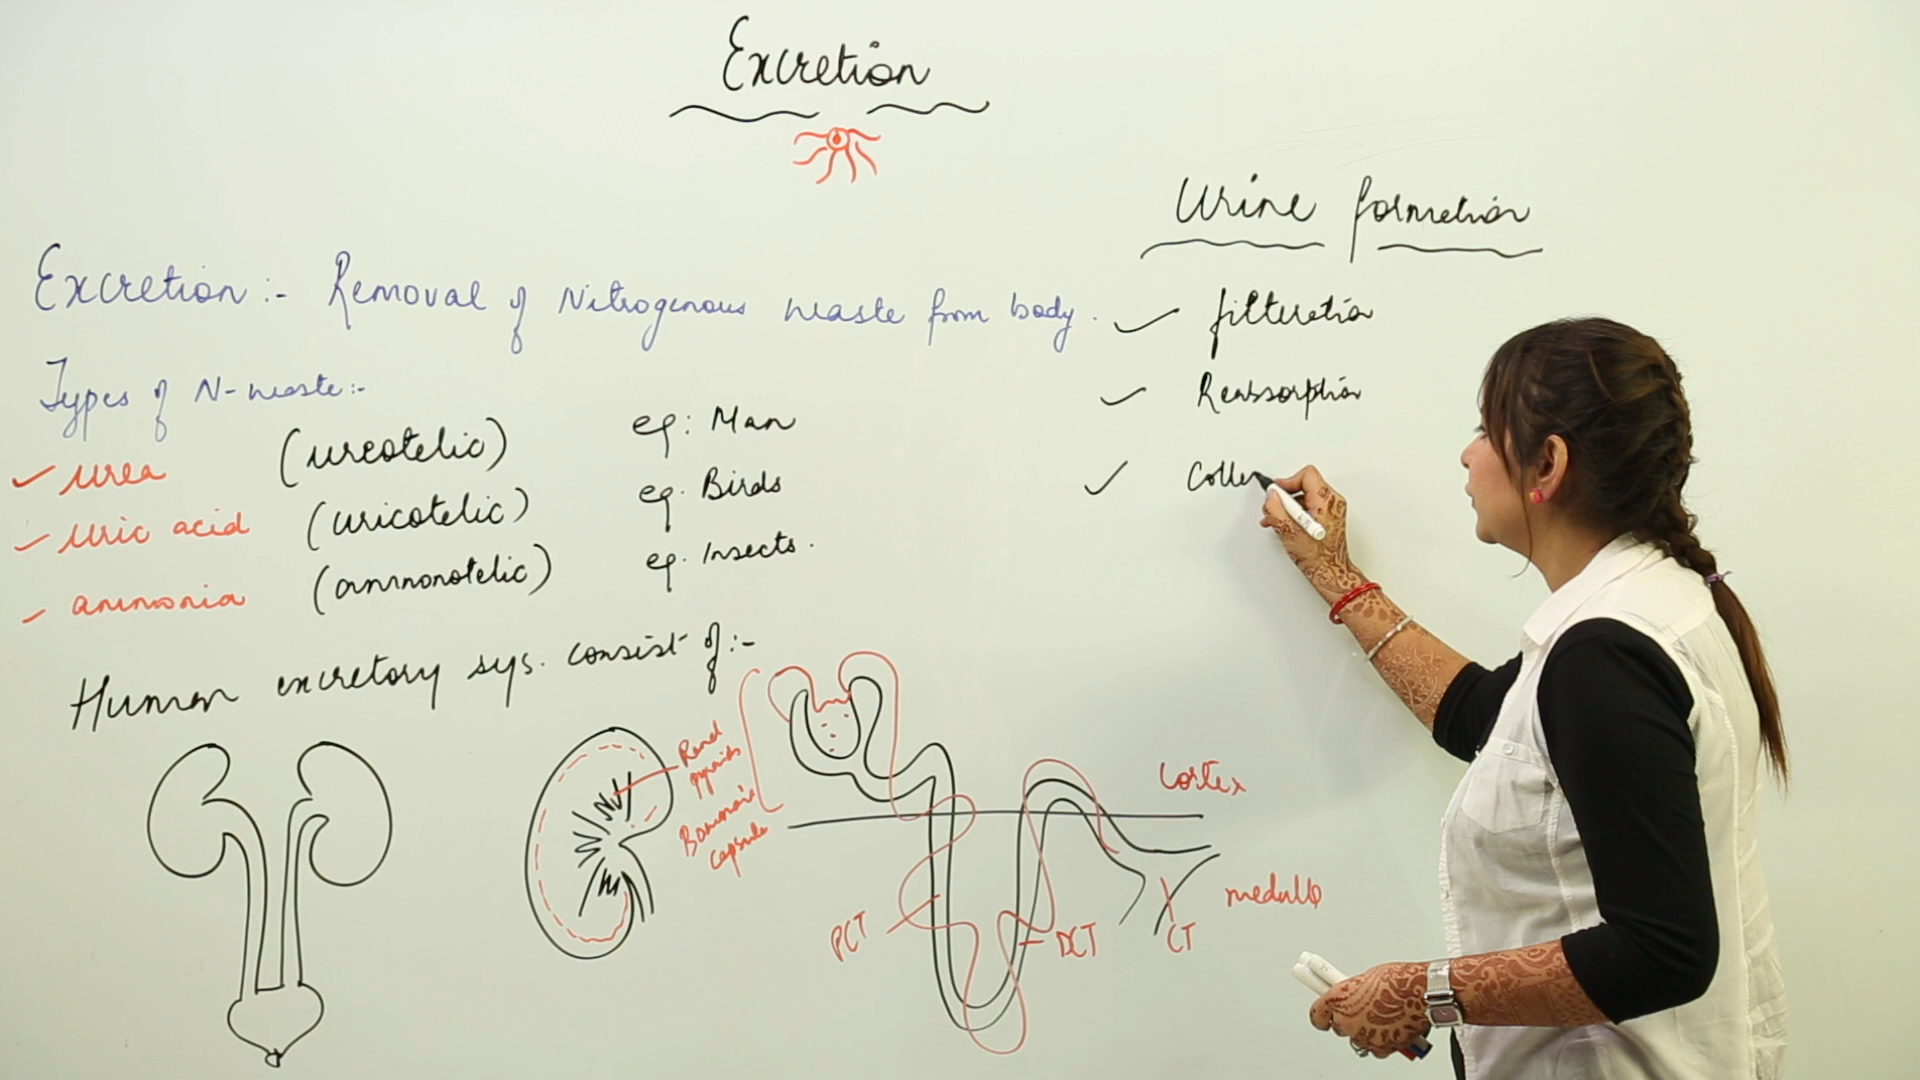 Excretion
Excretion:- Removal of Nitrogenous waste from body.
Types of N-waste:-
urea (ureotelic) eg: Man
Uric acid (uricotelic) eg. Birds
ammonia (ammonotelic) eg. Insects.
Human excretory sys. consist of:-
Renal
pyramids
Bowman's
capsule
PCT
DCT
CT
Cortex
medulla
Urine formation
filteration
Reabsorption
Colle